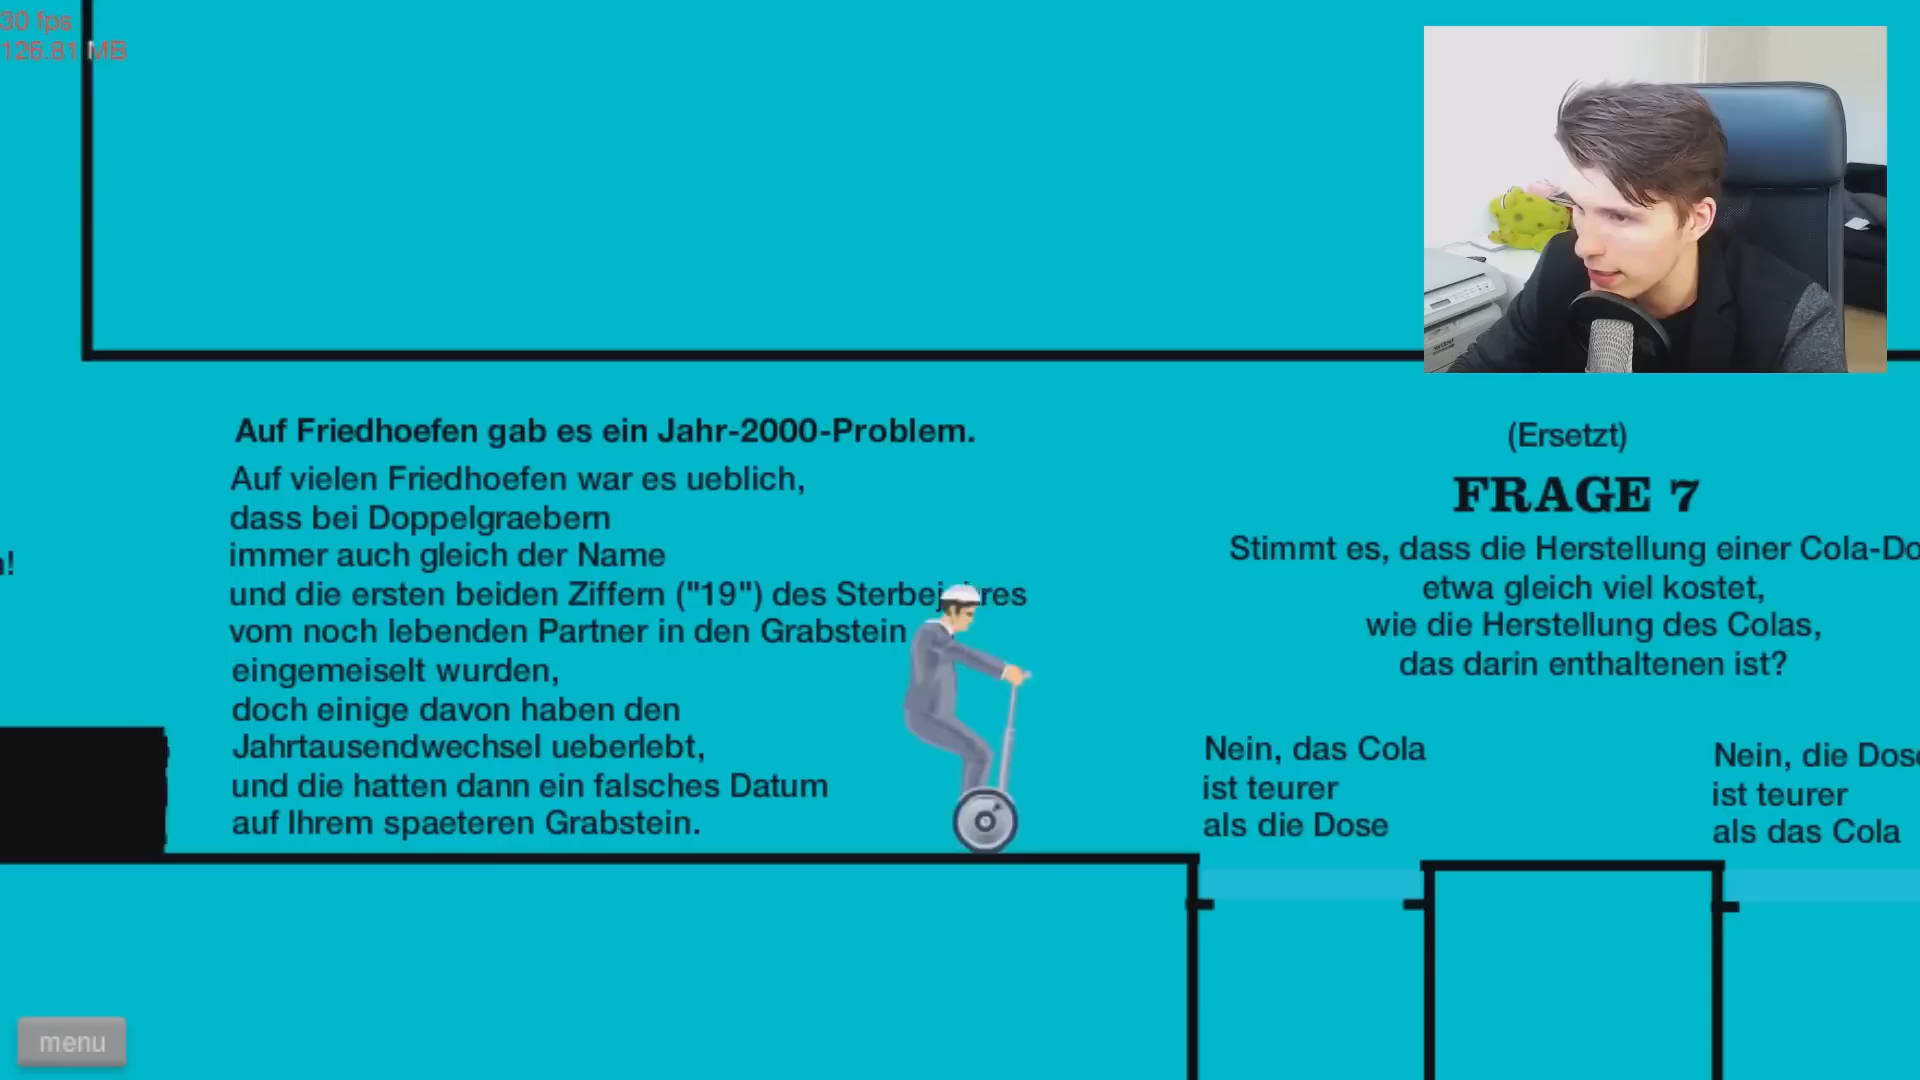 30 fps
126.81 MB
Auf Friedhoefen gab es ein Jahr-2000-Problem.
Auf vielen Friedhoefen war es ueblich,
dass bei Doppelgraebern
immer auch gleich der Name
und die ersten beiden Ziffern ("19") des
vom noch lebenden Partner in den Grabstein
eingemeiselt wurden,
doch einige davon haben den
Jahrtausendwechsel ueberlebt,
und die hatten dann ein falsches Datum
auf Ihrem spaeteren Grabstein.
(Ersetzt)
FRAGE 7
Stimmt es, dass die Herstellung einer
etwa gleich viel kostet,
wie die Herstellung des Colas,
das darin enthaltenen ist?
Nein, das Cola
ist teurer
als die Dose
Nein, die
ist teurer
als das Cola
menu